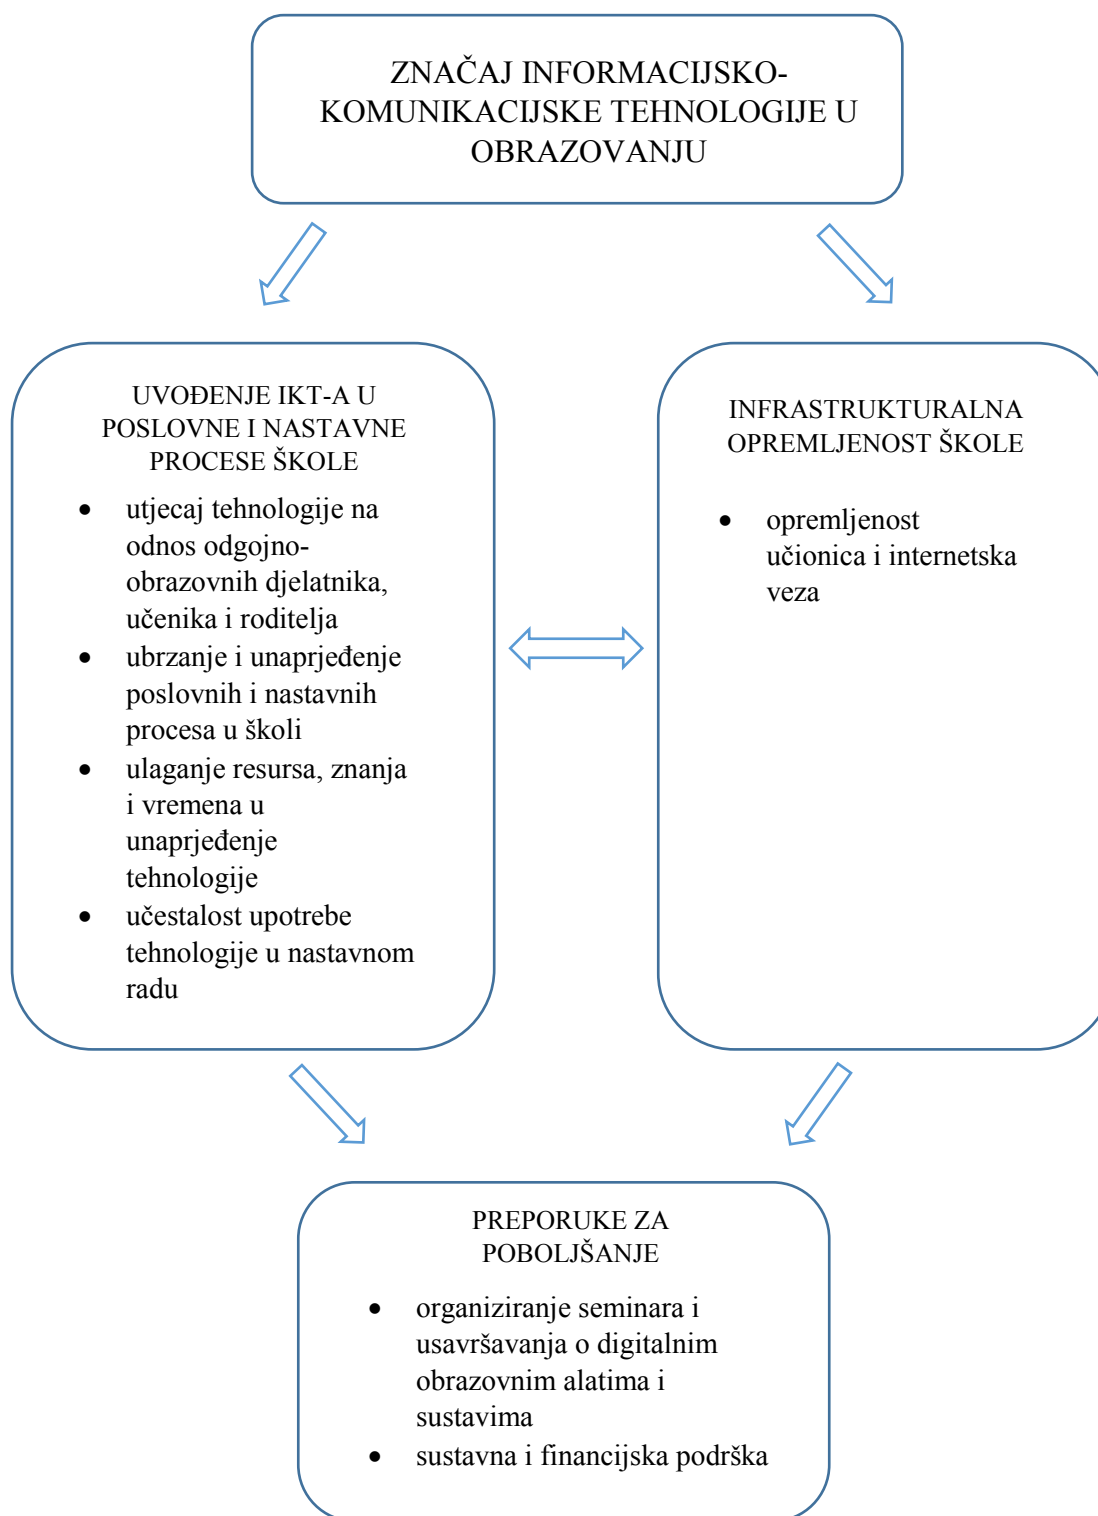 ZNAČAJ INFORMACIJSKO-
KOMUNIKACIJSKE TEHNOLOGIJE U
OBRAZOVANJU
UVOĐENJE IKT-A U
POSLOVNE I NASTAVNE
PROCESE ŠKOLE
• utjecaj tehnologije na
odnos odgojno-
obrazovnih djelatnika,
učenika i roditelja
• ubrzanje i unaprjeđenje
poslovnih i nastavnih
procesa u školi
• ulaganje resursa, znanja
i vremena u
unaprjeđenje
tehnologije
• učestalost upotrebe
tehnologije u nastavnom
radu
INFRASTRUKTURALNA
OPREMLJENOST ŠKOLE
• opremljenost
učionica i internetska
veza
PREPORUKE ZA
POBOLJŠANJE
• organiziranje seminara i
usavršavanja o digitalnim
obrazovnim alatima i
sustavima
• sustavna i financijska podrška